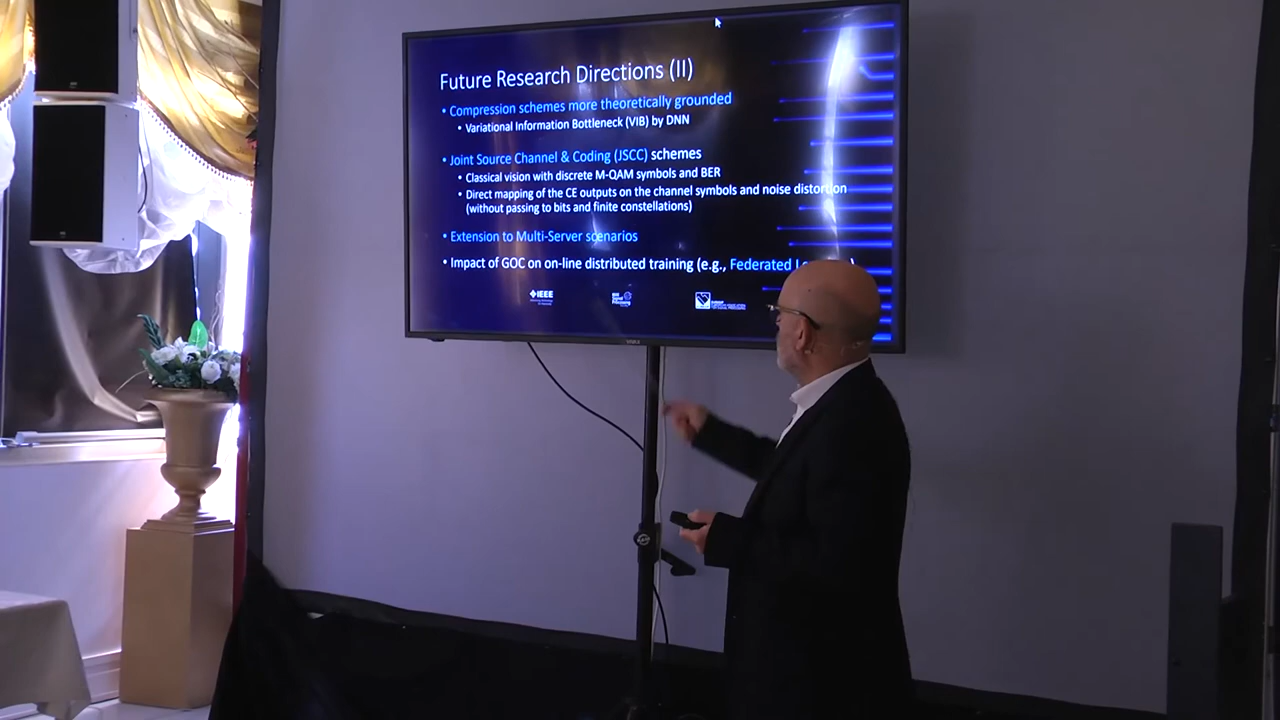 Future Research Directions (II)
• Compression schemes more theoretically grounded
• Variational Information Bottleneck (VIB) by DNN
• Joint Source Channel & Coding (JSCC) schemes
• Classical vision with discrete M-QAM symbols and BER
• Direct mapping of the CE outputs on the channel symbols and noise distortion
(without passing to bits and finite constellations)
• Extension to Multi-Server scenarios
• Impact of GOC on on-line distributed training (e.g., Federated
IEEE